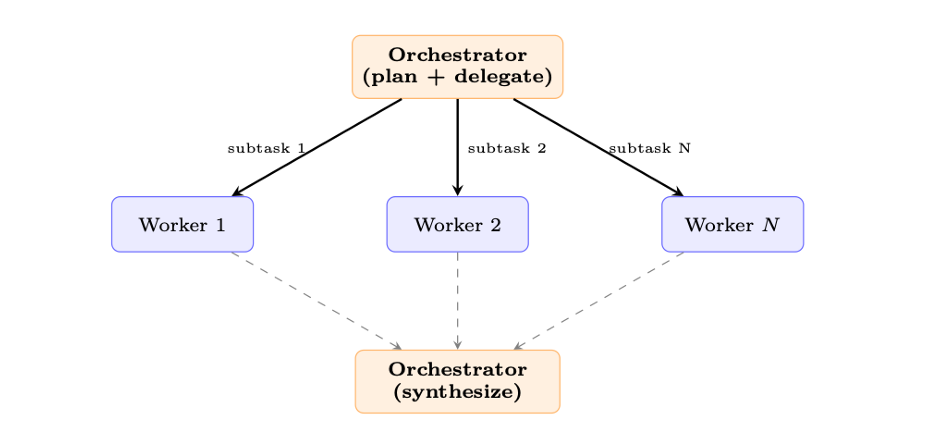 Orchestrator
(plan + delegate)
subtask 1
subtask 2
subtask N
Worker 1
Worker 2
Worker N
Orchestrator
(synthesize)